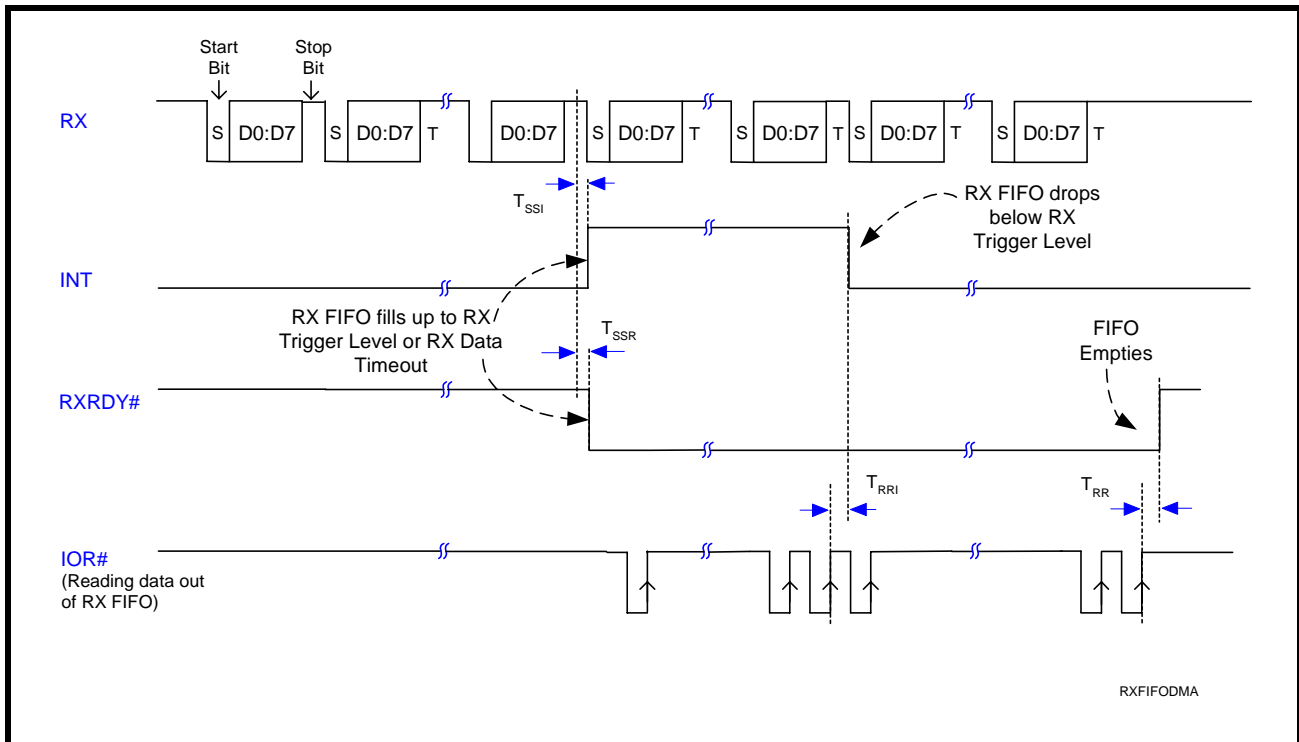 Start
Bit
Stop
Bit
RX
S D0:D7 S D0:D7 T D0:D7 S D0:D7 T S D0:D7 T S D0:D7 T S D0:D7 T
TSSI
RX FIFO drops
below RX
Trigger Level
INT
RX FIFO fills up to RX
Trigger Level or RX Data
Timeout
TSSR
FIFO
Empties
RXRDY#
TRRI
TRR
IOR#
(Reading data out
of RX FIFO)
RXFIFODMA